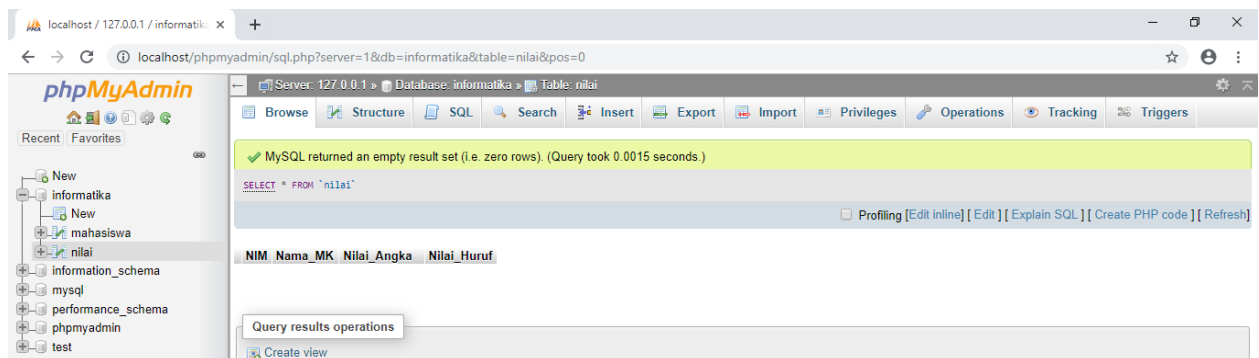 localhost / 127.0.0.1 / informatika
localhost/phpmyadmin/sql.php?server=1&db=informatika&table=nilai&pos=0
phpMyAdmin
Recent Favorites
New
informatika
New
mahasiswa
nilai
information_schema
mysql
performance_schema
phpmyadmin
test
Server: 127.0.0.1 » Database: informatika » Table: nilai
Browse Structure SQL Search Insert Export Import Privileges Operations Tracking Triggers
MySQL returned an empty result set (i.e. zero rows). (Query took 0.0015 seconds.)
SELECT * FROM `nilai`
Profiling [Edit inline] [ Edit ] [ Explain SQL ] [ Create PHP code ] [ Refresh]
NIM Nama_MK Nilai_Angka Nilai_Huruf
Query results operations
Create view